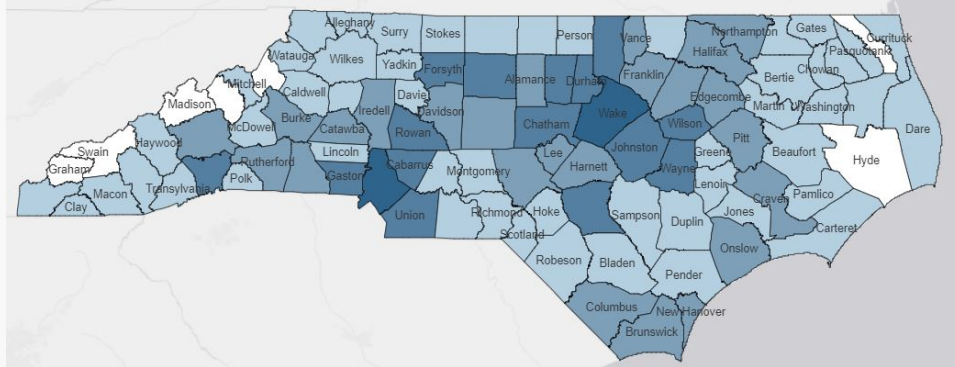 Alleghany
Surry
Stokes
Person
Vance
Northampton
Gates
Currituck
Pasquotank
Watauga
Wilkes
Yadkin
Forsyth
Alamance
Durham
Franklin
Halifax
Bertie
Chowan
Mitchell
Caldwell
Davie
Madison
Iredell
Davidson
Edgecombe
Martin
Washington
Burke
McDowell
Catawba
Rowan
Chatham
Wake
Wilson
Pitt
Dare
Haywood
Swain
Lincoln
Lee
Johnston
Greene
Beaufort
Hyde
Graham
Rutherford
Cabarrus
Montgomery
Harnett
Wayne
Macon
Transylvania
Polk
Gaston
Lenoir
Craven
Pamlico
Clay
Union
Richmond
Hoke
Sampson
Duplin
Jones
Carteret
Scotland
Onslow
Robeson
Bladen
Pender
Columbus
New Hanover
Brunswick